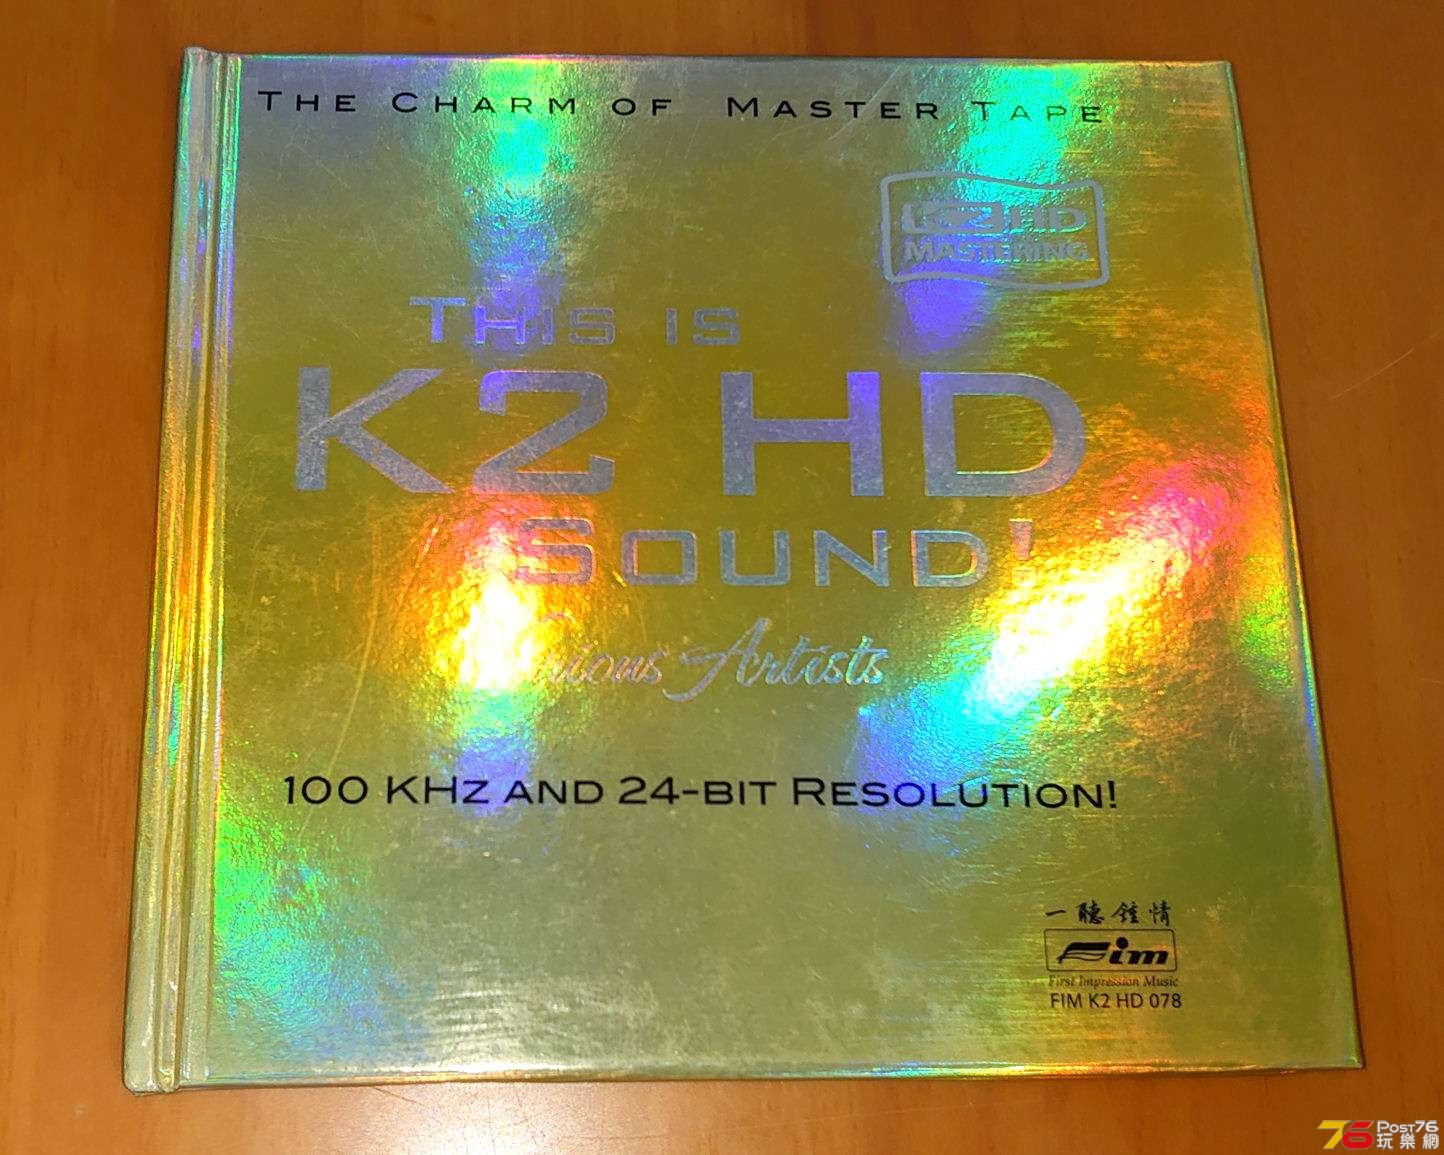 THE CHARM OF MASTER TAPE
K2 HD
MASTERING
THIS IS
K2 HD
SOUND!
Various Artists
100 KHZ AND 24-BIT RESOLUTION!
一聽鍾情
Fim
First Impression Music
FIM K2 HD 078
76 Post76
玩樂網